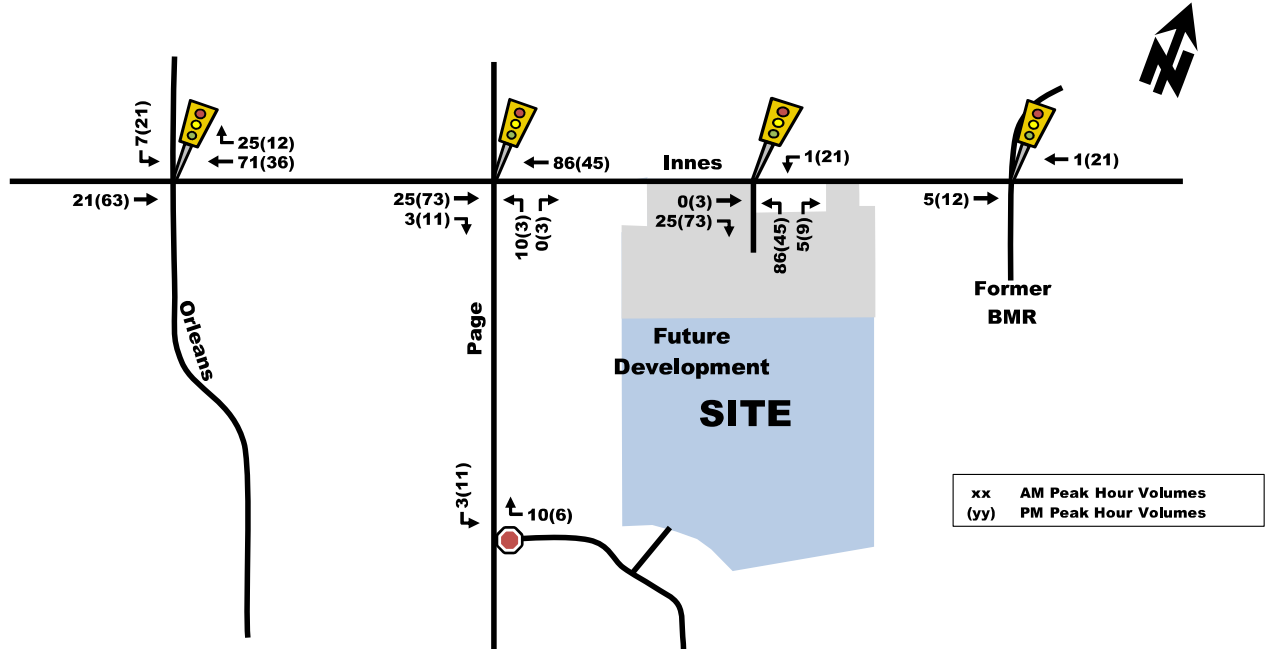 7(21)
25(12)
71(36)
21(63)
86(45)
25(73)
3(11)
10(3)
0(3)
Innes
1(21)
0(3)
25(73)
86(45)
5(9)
1(21)
5(12)
Former
BMR
Orleans
Page
Future
Development
SITE
3(11)
10(6)
xx AM Peak Hour Volumes
(yy) PM Peak Hour Volumes
N